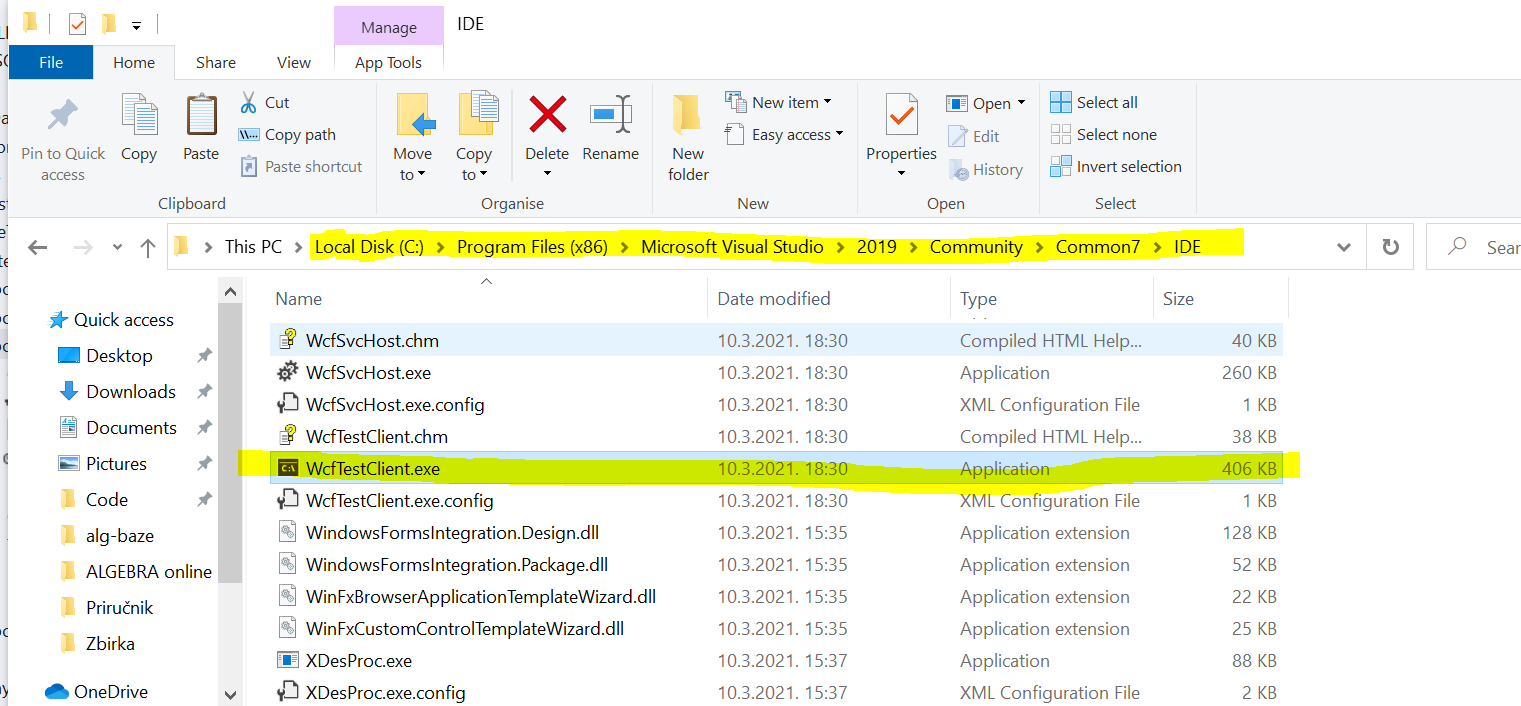 Manage
IDE
File
Home
Share
View
App Tools
Pin to Quick access
Copy
Paste
Cut
Copy path
Paste shortcut
Clipboard
Move to
Copy to
Delete
Rename
Organise
New folder
New item
Easy access
New
Properties
Open
Edit
History
Open
Select all
Select none
Invert selection
Select
This PC > Local Disk (C:) > Program Files (x86) > Microsoft Visual Studio > 2019 > Community > Common7 > IDE
Sear
Quick access
Desktop
Downloads
Documents
Pictures
Code
alg-baze
ALGEBRA online
Priručnik
Zbirka
OneDrive
Name Date modified Type Size
WcfSvcHost.chm 10.3.2021. 18:30 Compiled HTML Help... 40 KB
WcfSvcHost.exe 10.3.2021. 18:30 Application 260 KB
WcfSvcHost.exe.config 10.3.2021. 18:30 XML Configuration File 1 KB
WcfTestClient.chm 10.3.2021. 18:30 Compiled HTML Help... 38 KB
C:\ WcfTestClient.exe 10.3.2021. 18:30 Application 406 KB
WcfTestClient.exe.config 10.3.2021. 18:30 XML Configuration File 1 KB
WindowsFormsIntegration.Design.dll 10.3.2021. 15:35 Application extension 128 KB
WindowsFormsIntegration.Package.dll 10.3.2021. 15:35 Application extension 52 KB
WinFxBrowserApplicationTemplateWizard.dll 10.3.2021. 15:35 Application extension 22 KB
WinFxCustomControlTemplateWizard.dll 10.3.2021. 15:35 Application extension 25 KB
XDesProc.exe 10.3.2021. 15:37 Application 88 KB
XDesProc.exe.config 10.3.2021. 15:37 XML Configuration File 2 KB